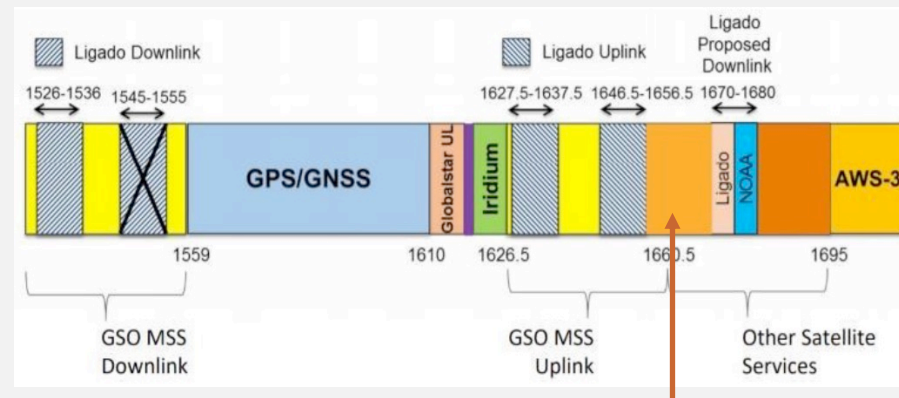 Ligado
Proposed
Downlink
Ligado Downlink
Ligado Uplink
1526-1536
1545-1555
1627.5-1637.5
1646.5-1656.5
1670-1680
GPS/GNSS
Globalstar UL
Iridium
Ligado
NOAA
AWS-3
1559
1610
1626.5
1660.5
1695
GSO MSS
Downlink
GSO MSS
Uplink
Other Satellite
Services